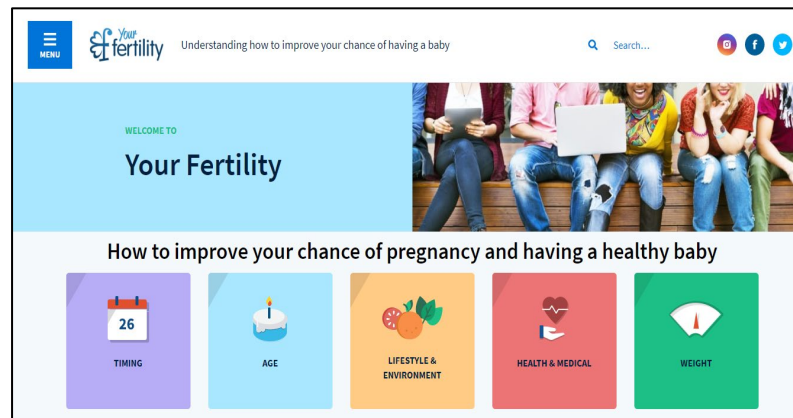 MENU
Your
fertility
Understanding how to improve your chance of having a baby
Search...
WELCOME TO
Your Fertility
How to improve your chance of pregnancy and having a healthy baby
26
TIMING
AGE
LIFESTYLE &
ENVIRONMENT
HEALTH & MEDICAL
WEIGHT